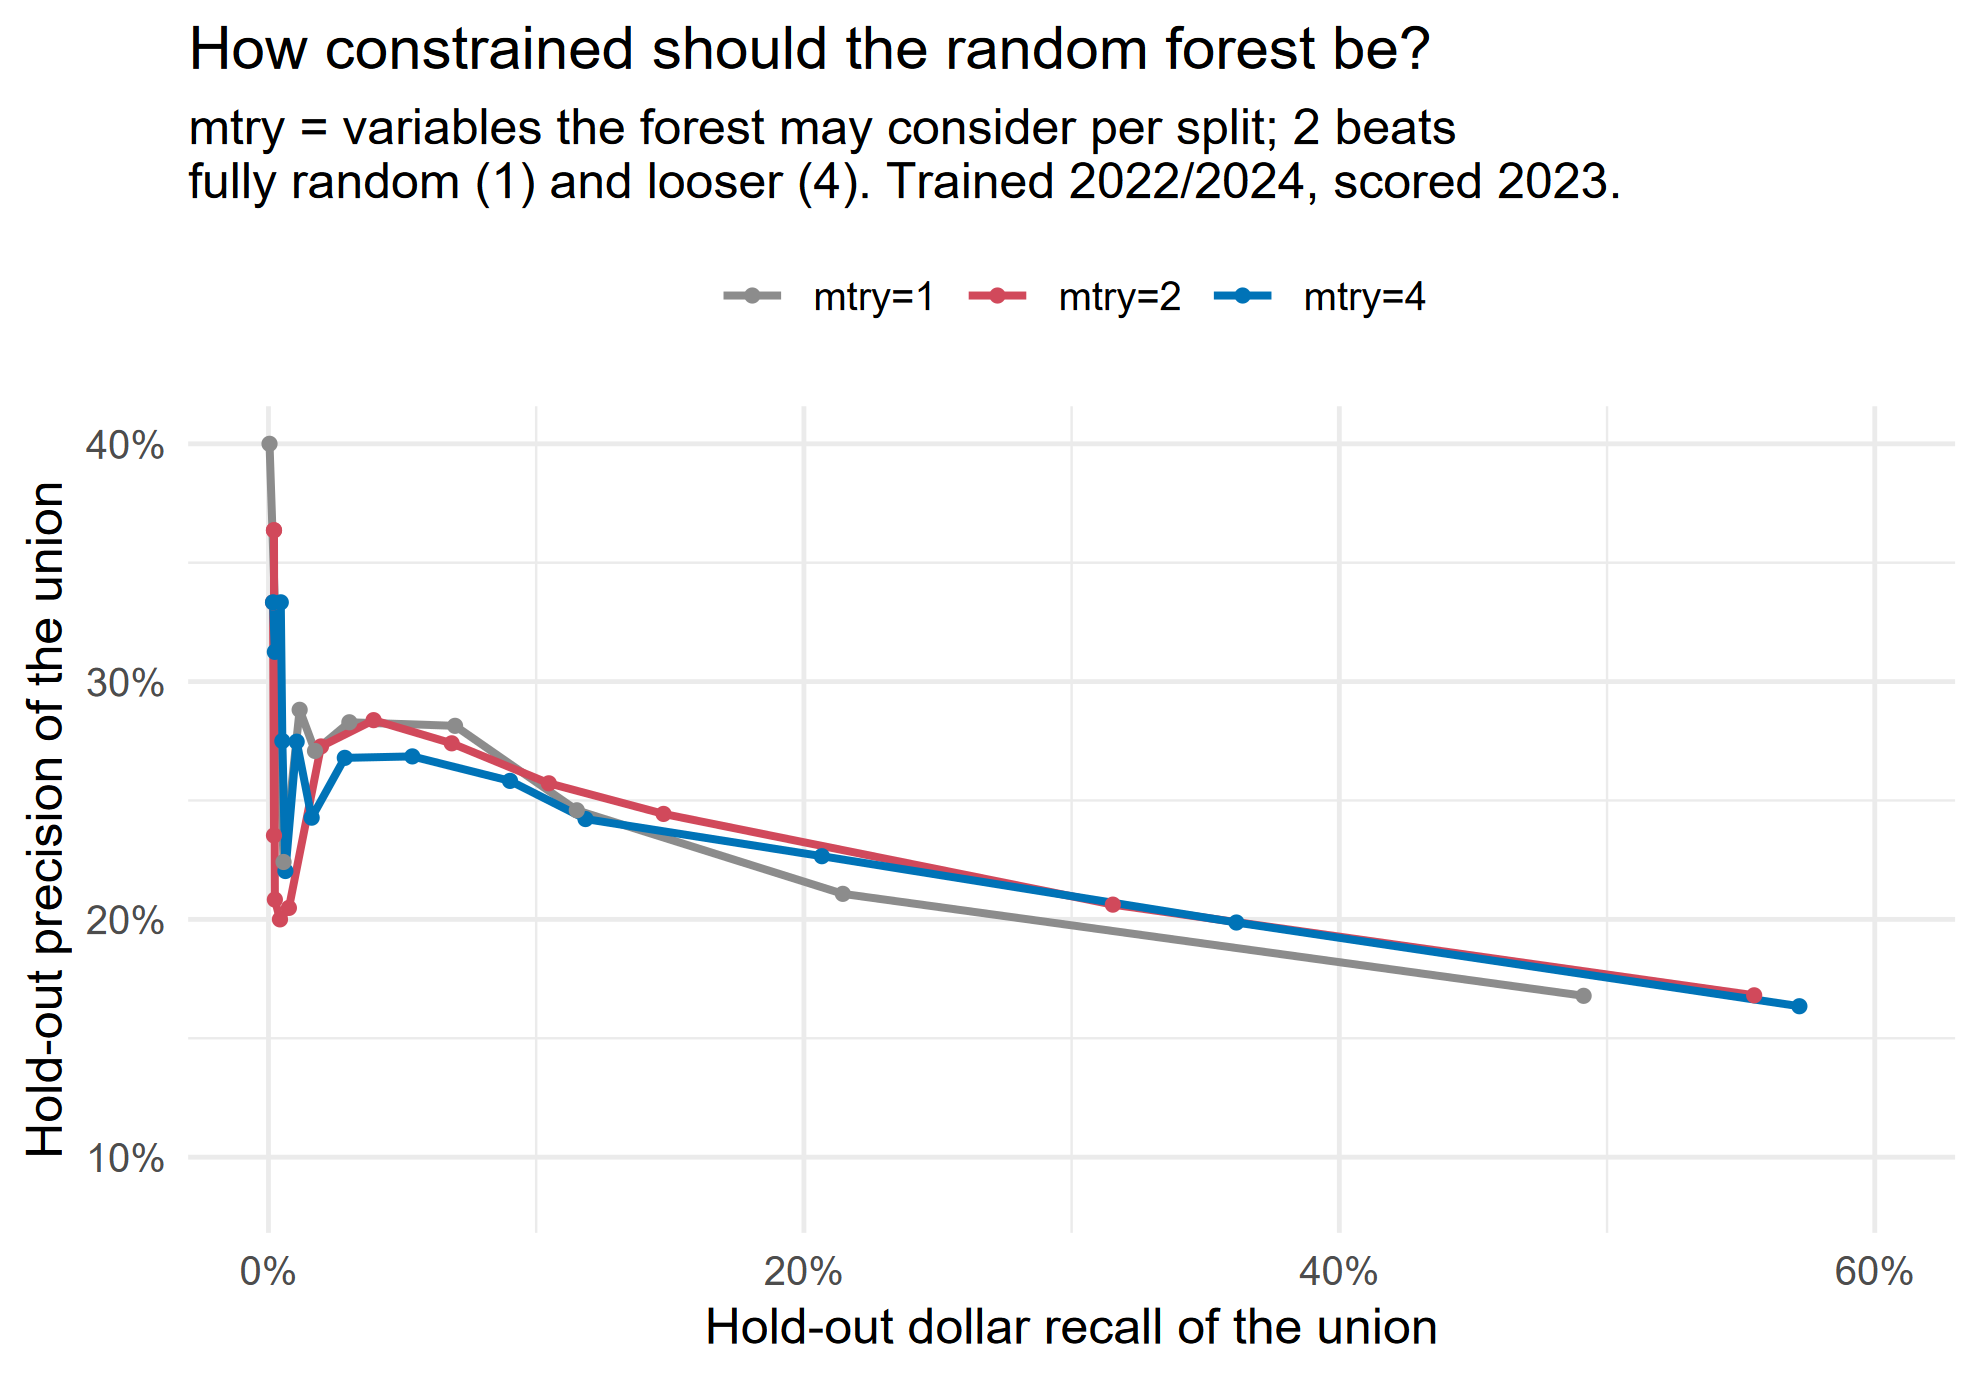 How constrained should the random forest be?
mtry = variables the forest may consider per split; 2 beats
fully random (1) and looser (4). Trained 2022/2024, scored 2023.
mtry=1
mtry=2
mtry=4
Hold-out precision of the union
40%
30%
20%
10%
0%
20%
40%
60%
Hold-out dollar recall of the union